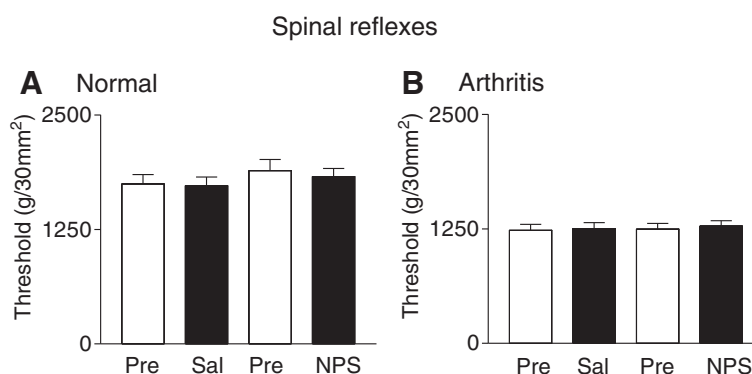 Spinal reflexes
A Normal
Threshold (g/30mm²)
2500
1250
0
Pre Sal Pre NPS
B Arthritis
Threshold (g/30mm²)
2500
1250
0
Pre Sal Pre NPS